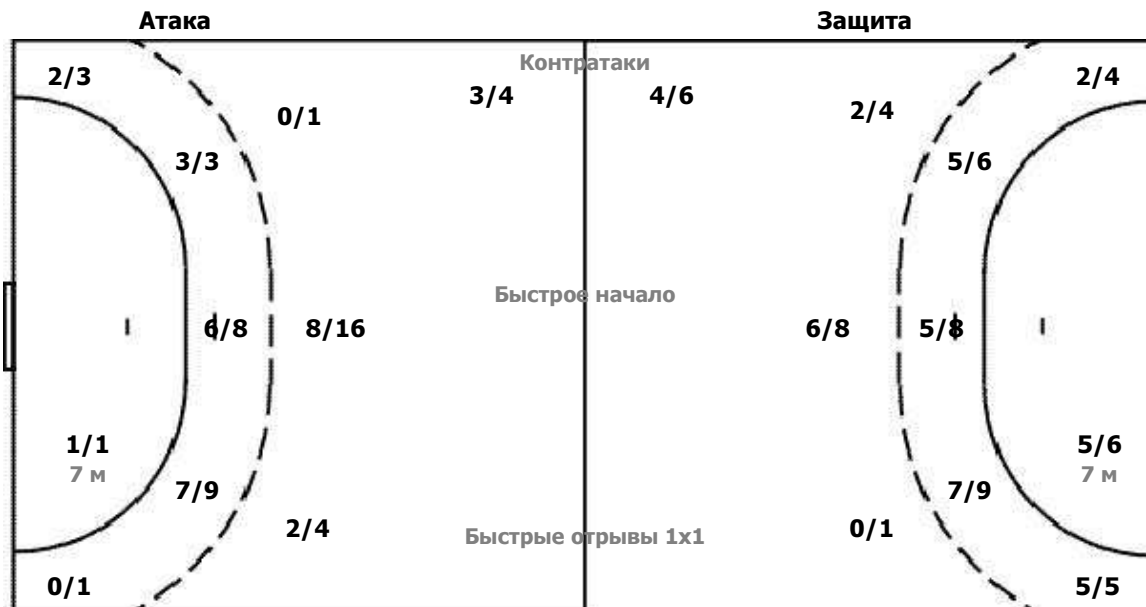 Атака
Защита
Контратаки
2/3
2/4
3/4
4/6
0/1
2/4
3/3
5/6
Быстрое начало
6/8
8/16
6/8
5/8
1/1
7 м
5/6
7 м
7/9
7/9
2/4
0/1
Быстрые отрывы 1x1
0/1
5/5